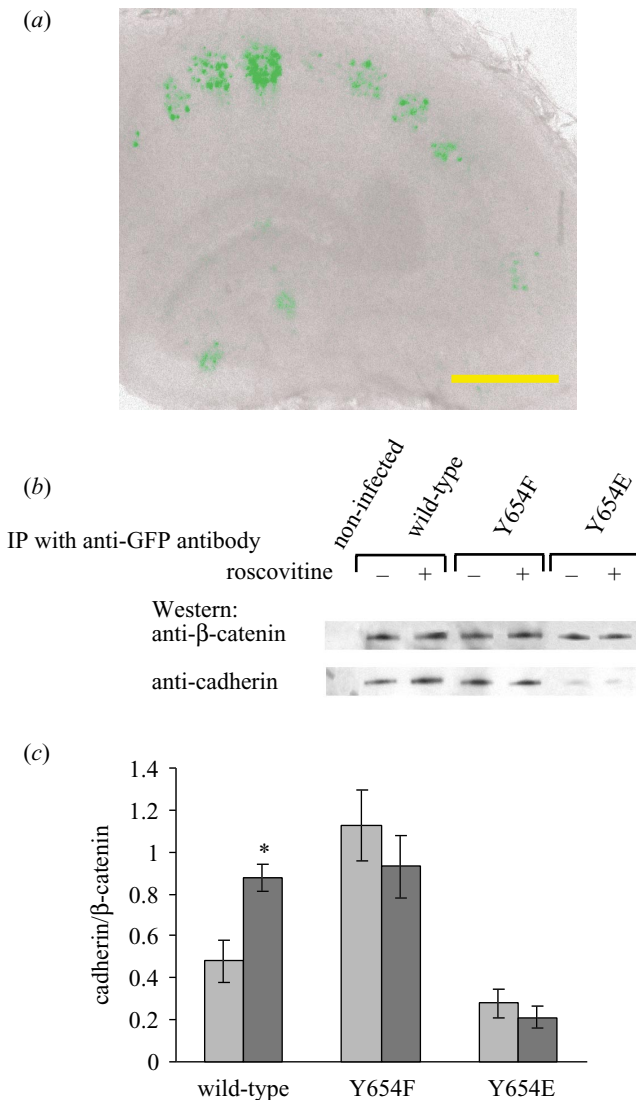 (a)
(b)
non-infected
wild-type
Y654F
Y654E
IP with anti-GFP antibody
roscovitine – + – + – +
Western:
anti-β-catenin
anti-cadherin
(c)
cadherin/β-catenin
1.4
1.2
1
0.8
0.6
0.4
0.2
0
*
wild-type Y654F Y654E